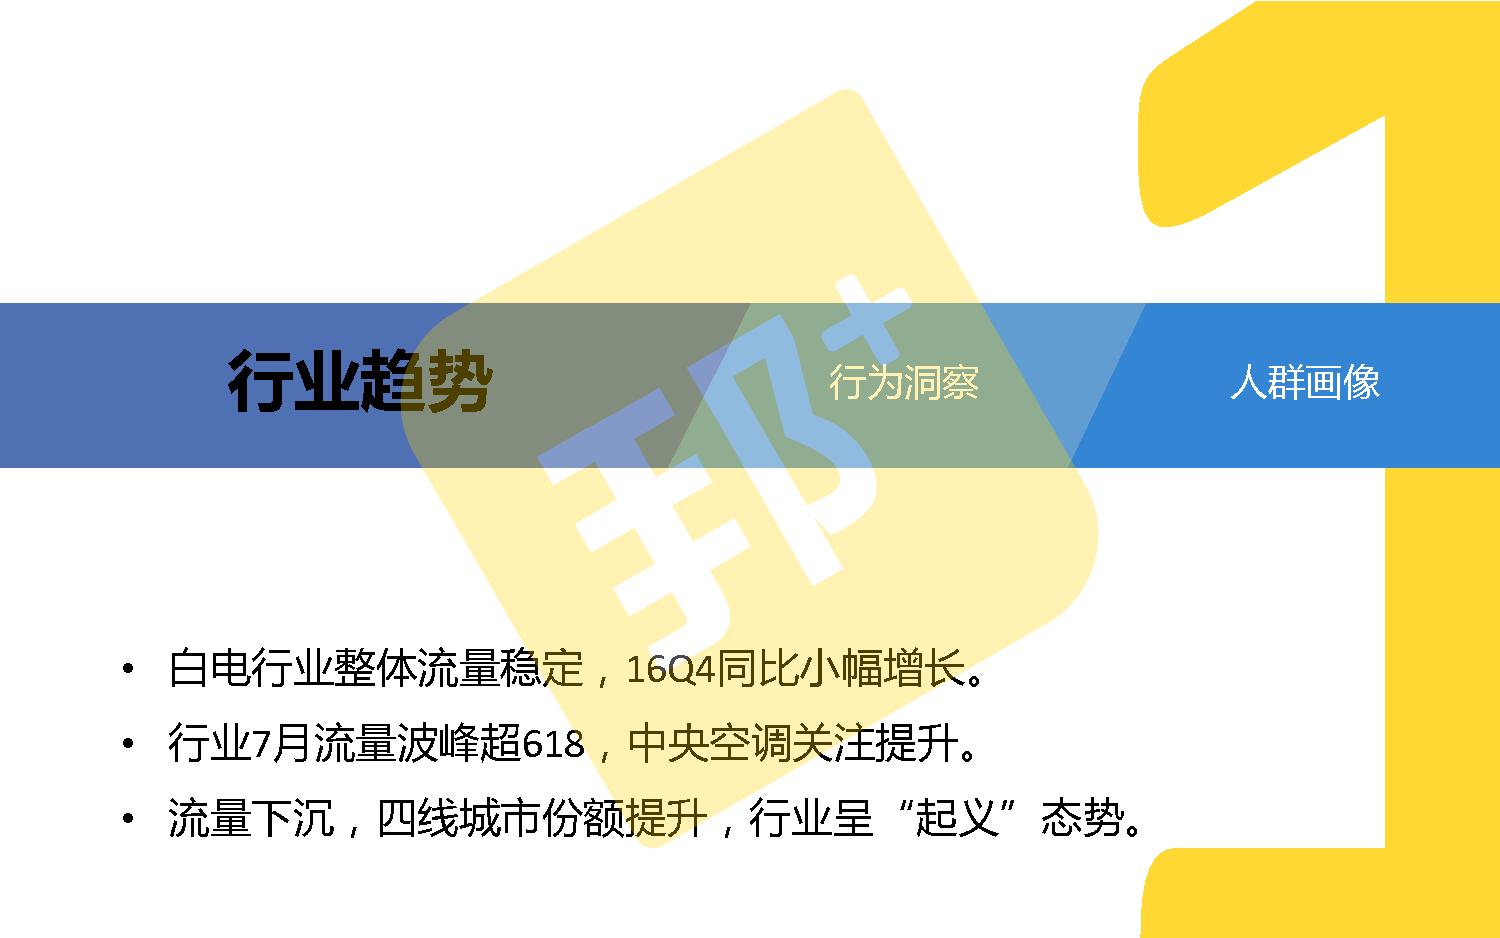 1
行业趋势 行为洞察 人群画像
邦+
• 白电行业整体流量稳定，16Q4同比小幅增长。
• 行业7月流量波峰超618，中央空调关注提升。
• 流量下沉，四线城市份额提升，行业呈“起义”态势。